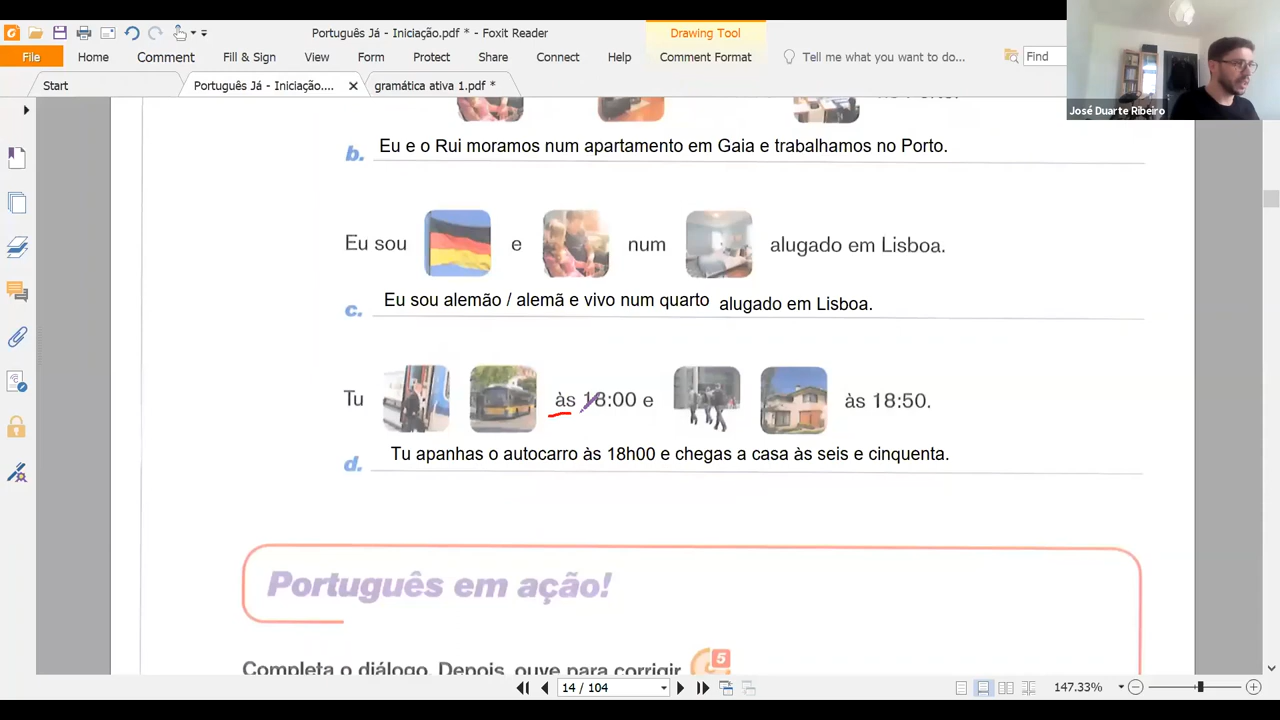 Português Já - Iniciação.pdf * - Foxit Reader
Drawing Tool
File Home Comment Fill & Sign View Form Protect Share Connect Help Comment Format Tell me what you want to do... Find
Start Português Já - Iniciação.... gramática ativa 1.pdf *
José Duarte Ribeiro
no Porto.
b. Eu e o Rui moramos num apartamento em Gaia e trabalhamos no Porto.
Eu sou e num alugado em Lisboa.
c. Eu sou alemão / alemã e vivo num quarto alugado em Lisboa.
Tu às 18:00 e às 18:50.
d. Tu apanhas o autocarro às 18h00 e chegas a casa às seis e cinquenta.
Português em ação!
Completa o diálogo. Depois, ouve para corrigir 5
14 / 104 147.33%